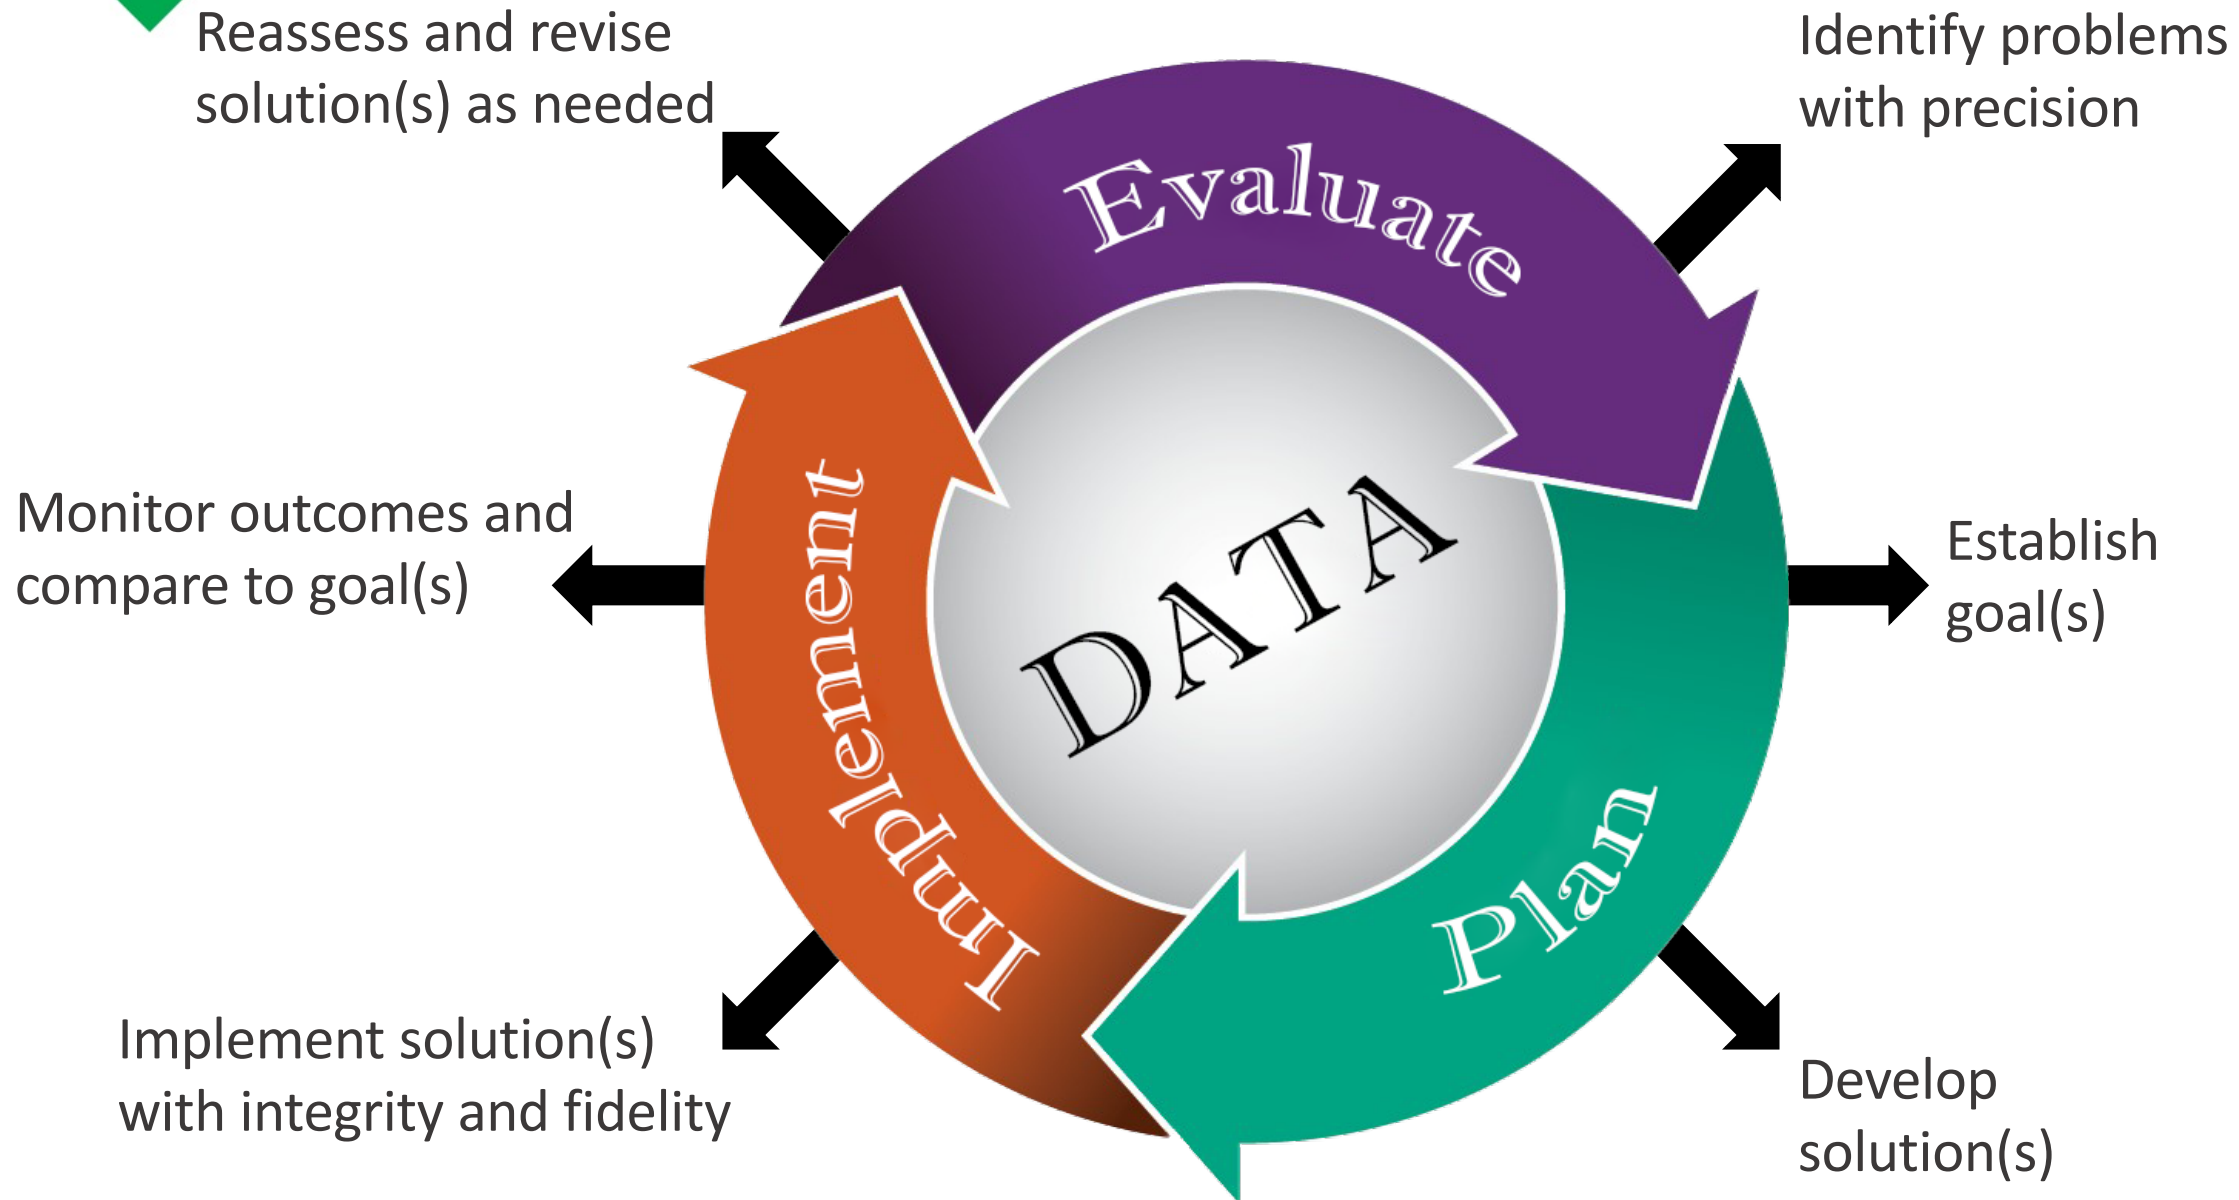 Reassess and revise
solution(s) as needed
Identify problems
with precision
Evaluate
Monitor outcomes and
compare to goal(s)
Implement
DATA
Establish
goal(s)
Plan
Implement solution(s)
with integrity and fidelity
Develop
solution(s)